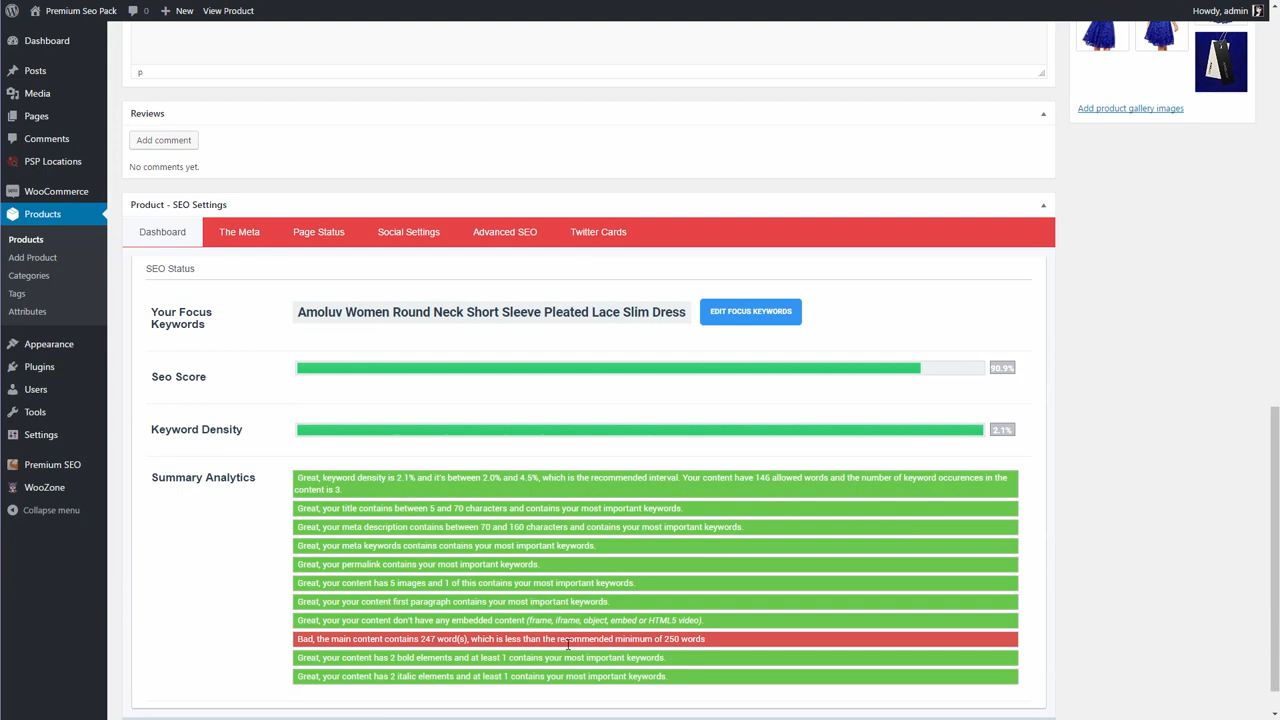 Premium Seo Pack 0 New View Product Howdy, admin
Dashboard
Posts
Media
Pages
Comments
PSP Locations
WooCommerce
Products
Products
Add Product
Categories
Tags
Attributes
Appearance
Plugins
Users
Tools
Settings
Premium SEO
WooZone
Collapse menu
p
Reviews
Add comment
No comments yet.
Product - SEO Settings
Dashboard The Meta Page Status Social Settings Advanced SEO Twitter Cards
SEO Status
Your Focus
Keywords
Amoluv Women Round Neck Short Sleeve Pleated Lace Slim Dress
EDIT FOCUS KEYWORDS
Seo Score
90.9%
Keyword Density
2.1%
Summary Analytics
Great, keyword density is 2.1% and it's between 2.0% and 4.5%, which is the recommended interval. Your content have 146 allowed words and the number of keyword occurences in the
content is 3.
Great, your title contains between 5 and 70 characters and contains your most important keywords.
Great, your meta description contains between 70 and 160 characters and contains your most important keywords.
Great, your meta keywords contains contains your most important keywords.
Great, your permalink contains your most important keywords.
Great, your content has 5 images and 1 of this contains your most important keywords.
Great, your your content first paragraph contains your most important keywords.
Great, your your content don't have any embedded content (frame, iframe, object, embed or HTML5 video).
Bad, the main content contains 247 word(s), which is less than the recommended minimum of 250 words
Great, your content has 2 bold elements and at least 1 contains your most important keywords.
Great, your content has 2 italic elements and at least 1 contains your most important keywords.
Add product gallery images